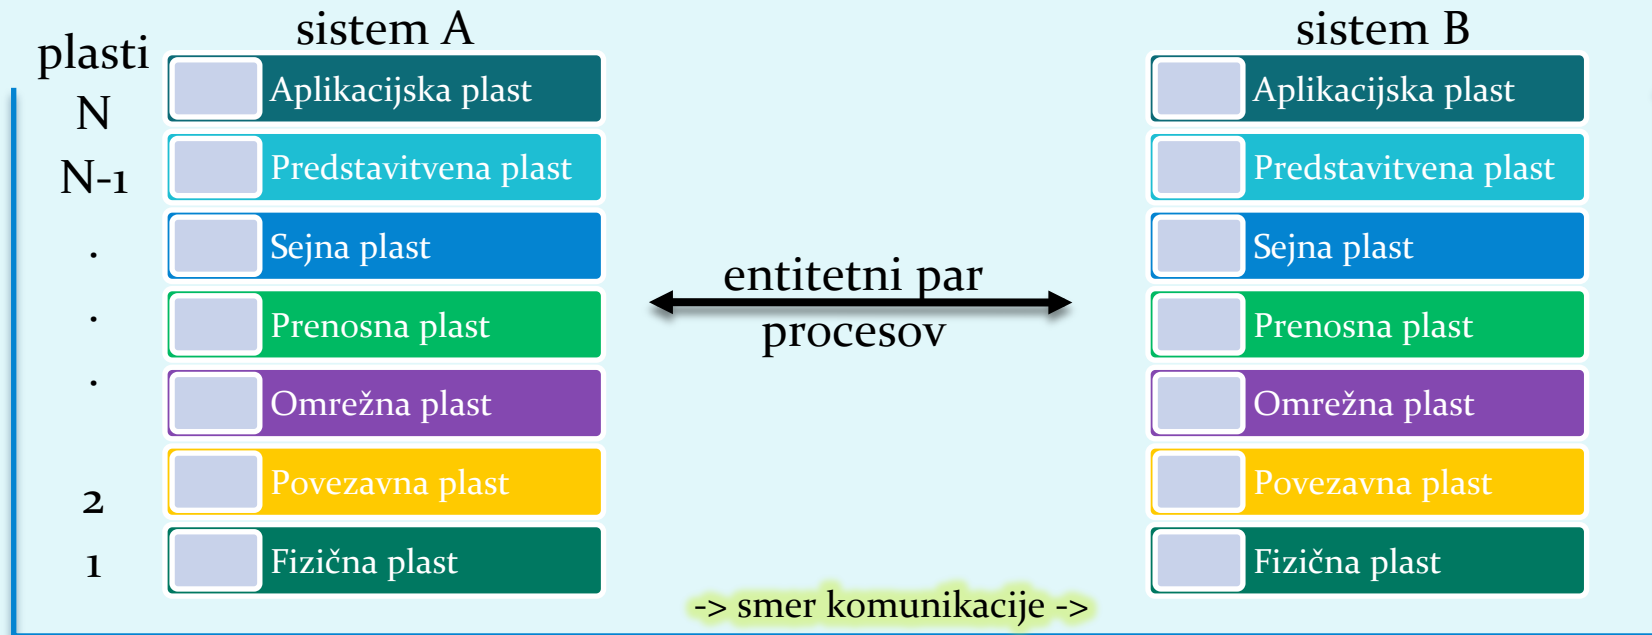 plasti
N
N-1
.
.
.
2
1
sistem A
Aplikacijska plast
Predstavitvena plast
Sejna plast
Prenosna plast
Omrežna plast
Povezavna plast
Fizična plast
entitetni par
procesov
-> smer komunikacije ->
sistem B
Aplikacijska plast
Predstavitvena plast
Sejna plast
Prenosna plast
Omrežna plast
Povezavna plast
Fizična plast